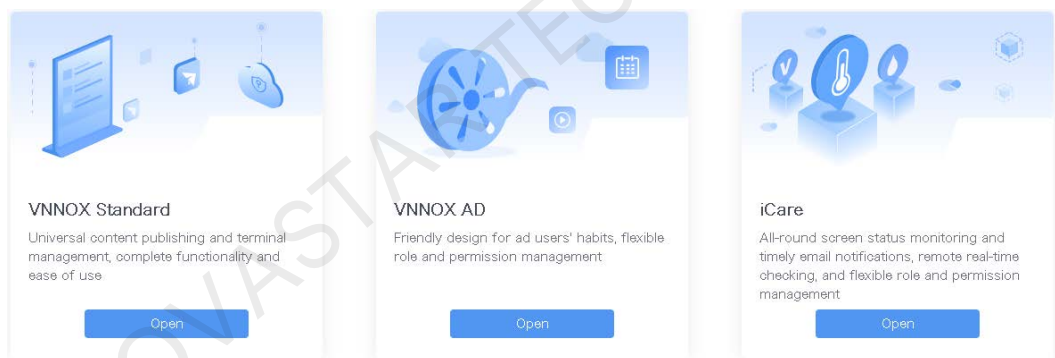 VNNOX Standard
Universal content publishing and terminal
management, complete functionality and
ease of use
Open
VNNOX AD
Friendly design for ad users' habits, flexible
role and permission management
Open
iCare
All-round screen status monitoring and
timely email notifications, remote real-time
checking, and flexible role and permission
management
Open